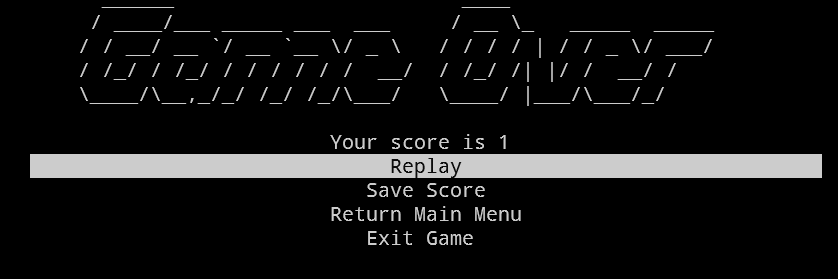 Game Over
Your score is 1
Replay
Save Score
Return Main Menu
Exit Game